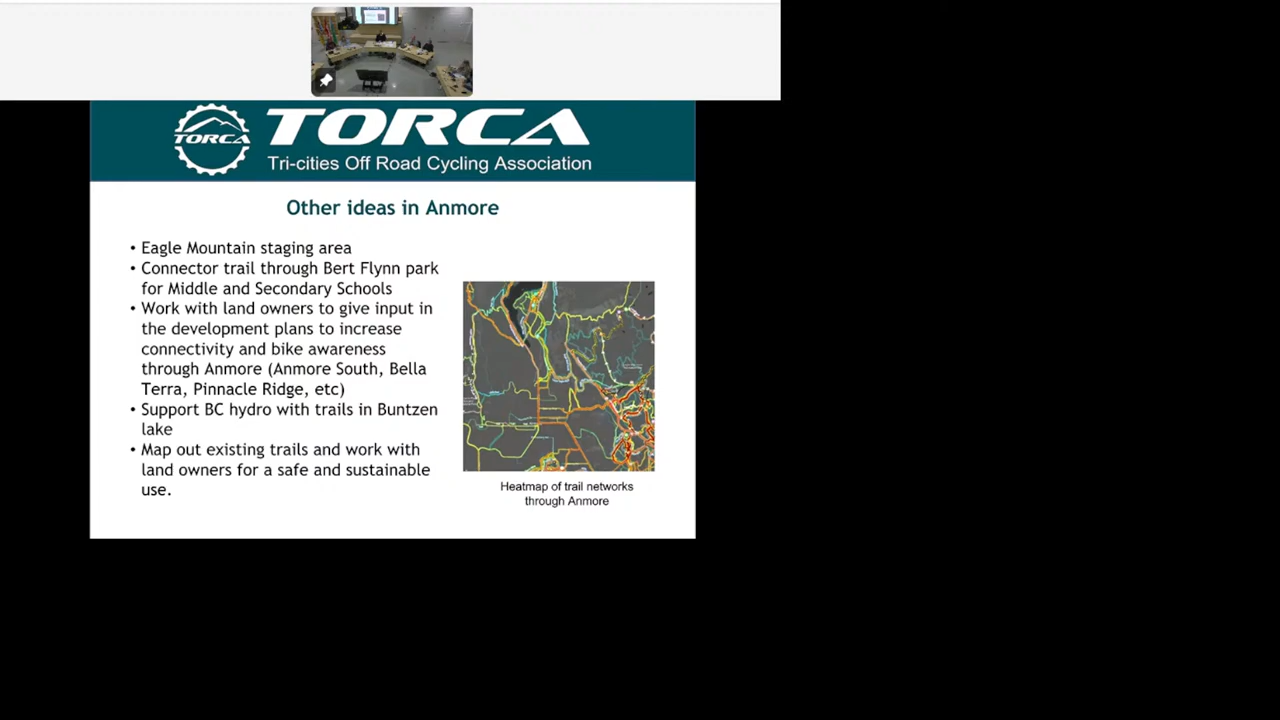 TORCA
TORCA
Tri-cities Off Road Cycling Association
Other ideas in Anmore
• Eagle Mountain staging area
• Connector trail through Bert Flynn park
for Middle and Secondary Schools
• Work with land owners to give input in
the development plans to increase
connectivity and bike awareness
through Anmore (Anmore South, Bella
Terra, Pinnacle Ridge, etc)
• Support BC hydro with trails in Buntzen
lake
• Map out existing trails and work with
land owners for a safe and sustainable
use.
Heatmap of trail networks
through Anmore